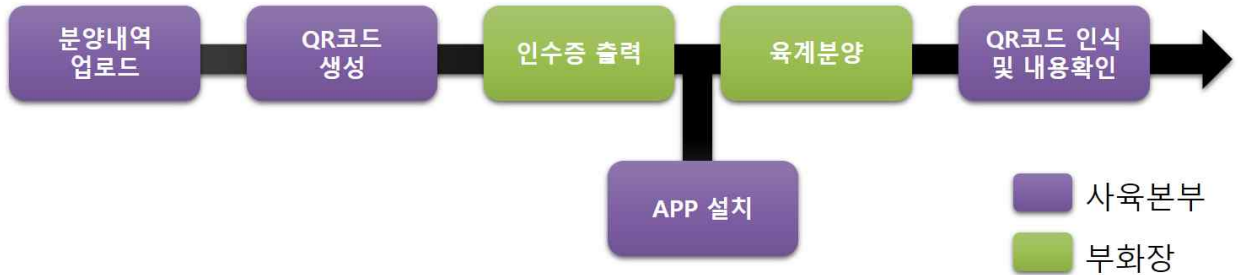 분양내역
업로드
QR코드
생성
인수증 출력
육계분양
QR코드 인식
및 내용확인
APP 설치
사육본부
부화장